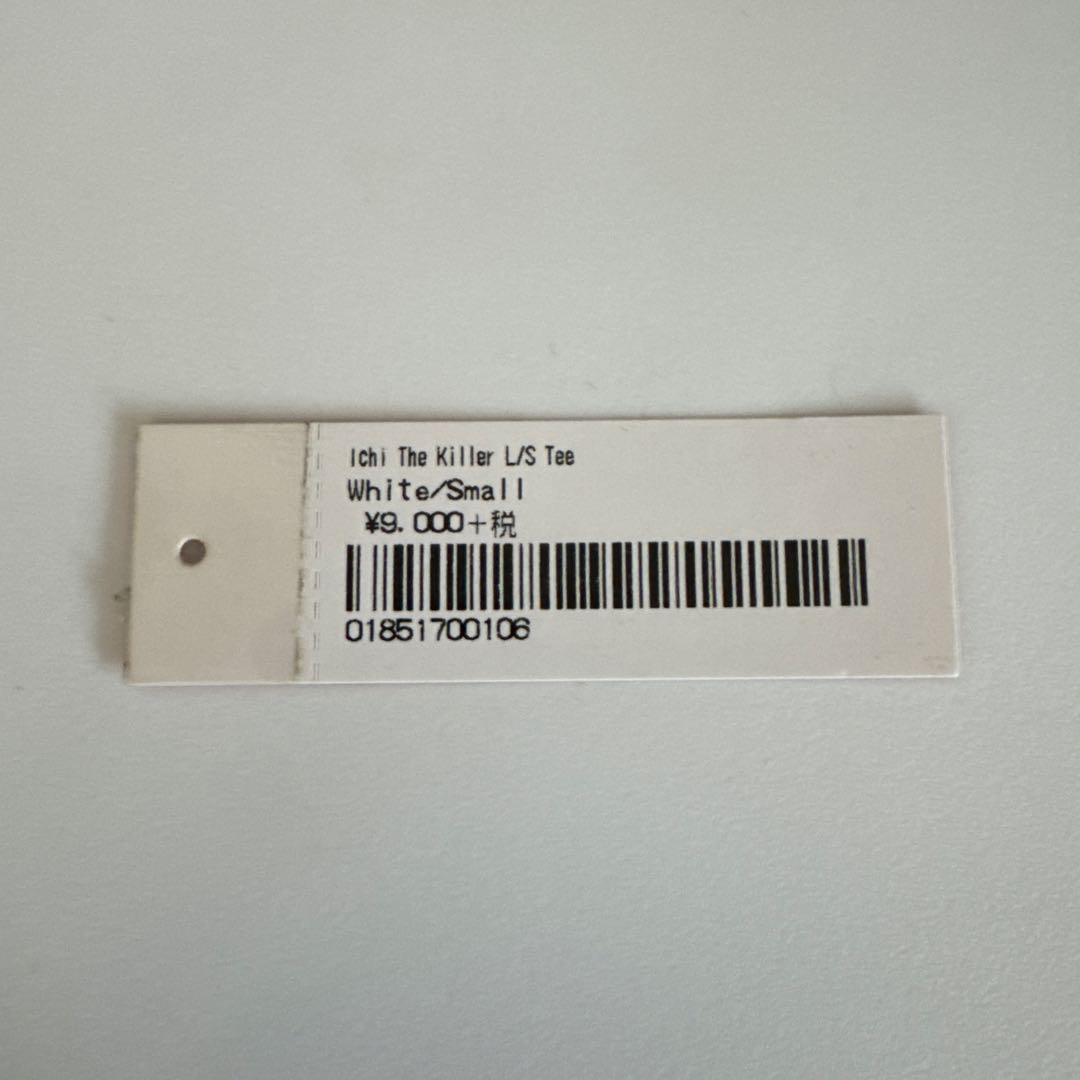 Ichi The Killer L/S Tee
White/Small
¥9.000+税
01851700106